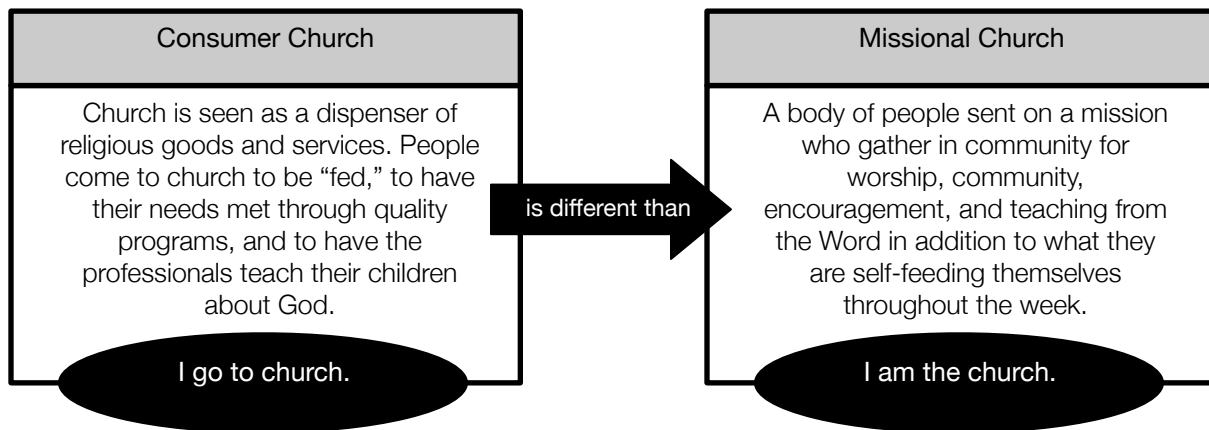 Consumer Church
Church is seen as a dispenser of
religious goods and services. People
come to church to be “fed,” to have
their needs met through quality
programs, and to have the
professionals teach their children
about God.
I go to church.
is different than
Missional Church
A body of people sent on a mission
who gather in community for
worship, community,
encouragement, and teaching from
the Word in addition to what they
are self-feeding themselves
throughout the week.
I am the church.